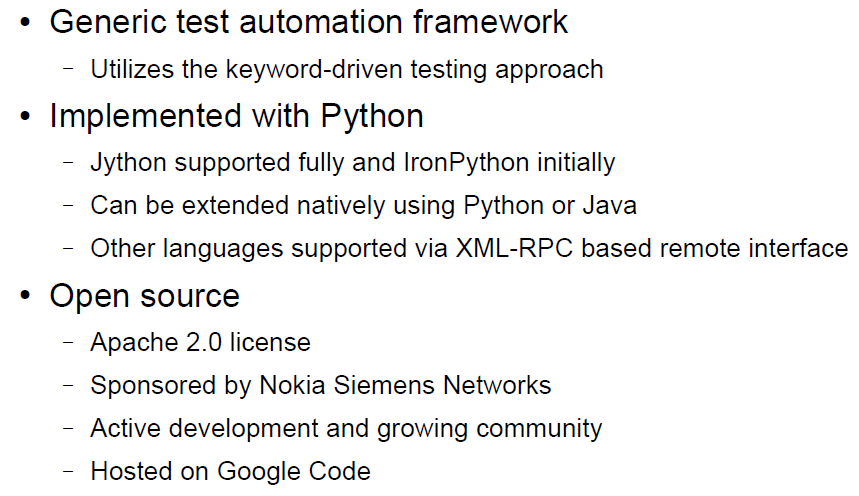 • Generic test automation framework
– Utilizes the keyword-driven testing approach
• Implemented with Python
– Jython supported fully and IronPython initially
– Can be extended natively using Python or Java
– Other languages supported via XML-RPC based remote interface
• Open source
– Apache 2.0 license
– Sponsored by Nokia Siemens Networks
– Active development and growing community
– Hosted on Google Code